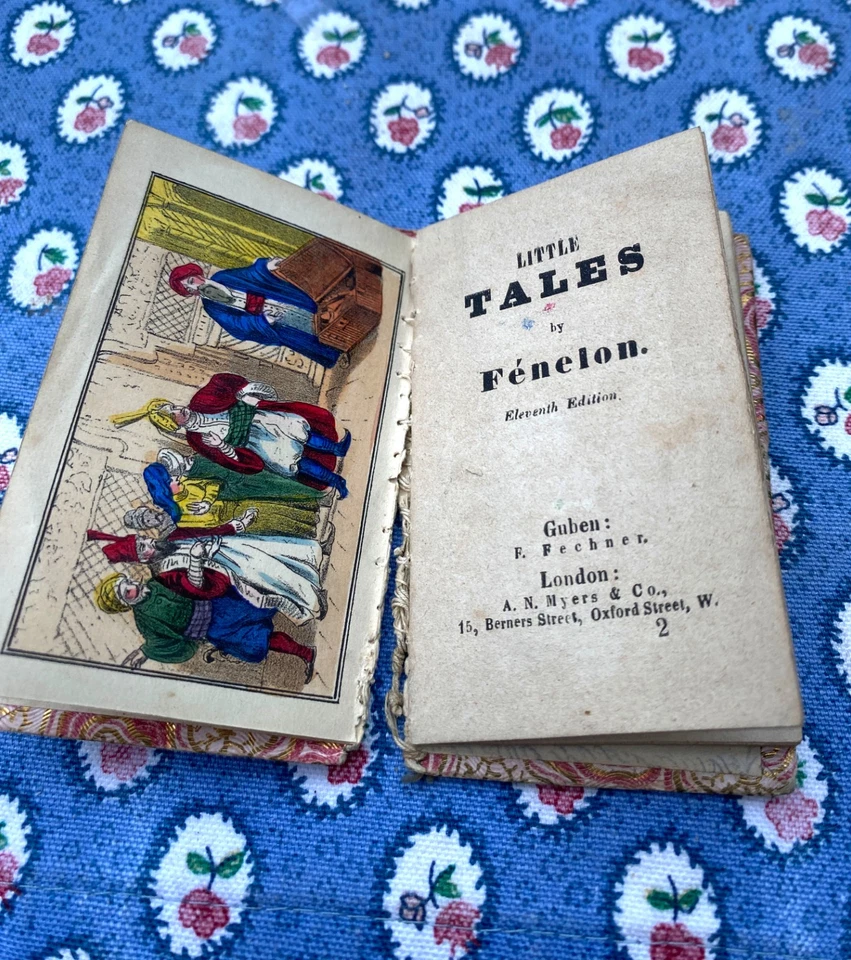 LITTLE
TALES
by
Fénelon.
Eleventh Edition.
Guben:
F. Fechner.
London:
A. N. Myers & Co.,
15, Berners Street, Oxford Street, W.
2